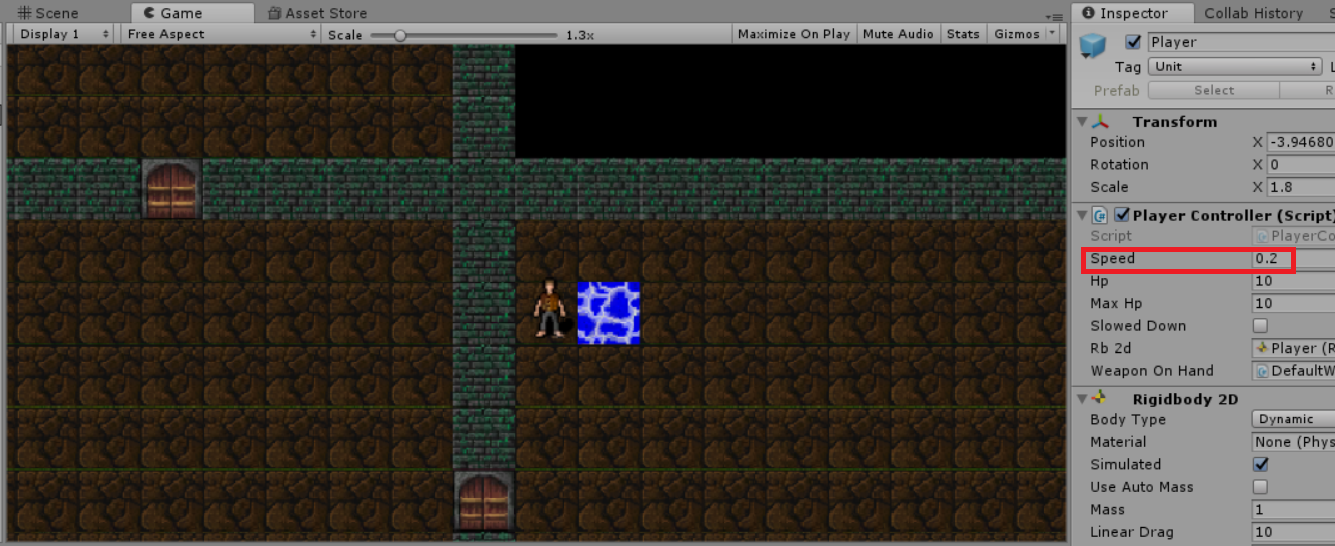 Scene Game Asset Store
Display 1 Free Aspect Scale 1.3x Maximize On Play Mute Audio Stats Gizmos
Inspector Collab History
Player
Tag Unit
Prefab Select
Transform
Position X -3.94680
Rotation X 0
Scale X 1.8
Player Controller (Script)
Script PlayerCo
Speed 0.2
Hp 10
Max Hp 10
Slowed Down
Rb 2d Player (R
Weapon On Hand DefaultW
Rigidbody 2D
Body Type Dynamic
Material None (Phys
Simulated
Use Auto Mass
Mass 1
Linear Drag 10